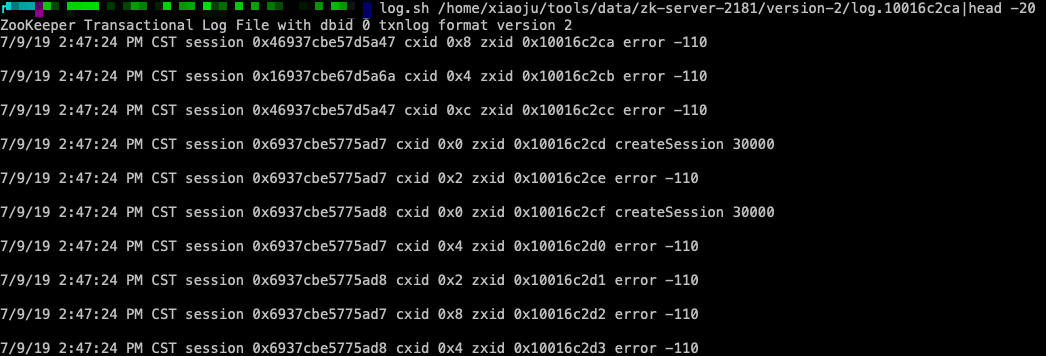 log.sh /home/xiaoju/tools/data/zk-server-2181/version-2/log.10016c2ca|head -20
ZooKeeper Transactional Log File with dbid 0 txnlog format version 2
7/9/19 2:47:24 PM CST session 0x46937cbe57d5a47 cxid 0x8 zxid 0x10016c2ca error -110
7/9/19 2:47:24 PM CST session 0x16937cbe67d5a6a cxid 0x4 zxid 0x10016c2cb error -110
7/9/19 2:47:24 PM CST session 0x46937cbe57d5a47 cxid 0xc zxid 0x10016c2cc error -110
7/9/19 2:47:24 PM CST session 0x6937cbe5775ad7 cxid 0x0 zxid 0x10016c2cd createSession 30000
7/9/19 2:47:24 PM CST session 0x6937cbe5775ad7 cxid 0x2 zxid 0x10016c2ce error -110
7/9/19 2:47:24 PM CST session 0x6937cbe5775ad8 cxid 0x0 zxid 0x10016c2cf createSession 30000
7/9/19 2:47:24 PM CST session 0x6937cbe5775ad7 cxid 0x4 zxid 0x10016c2d0 error -110
7/9/19 2:47:24 PM CST session 0x6937cbe5775ad8 cxid 0x2 zxid 0x10016c2d1 error -110
7/9/19 2:47:24 PM CST session 0x6937cbe5775ad7 cxid 0x8 zxid 0x10016c2d2 error -110
7/9/19 2:47:24 PM CST session 0x6937cbe5775ad8 cxid 0x4 zxid 0x10016c2d3 error -110